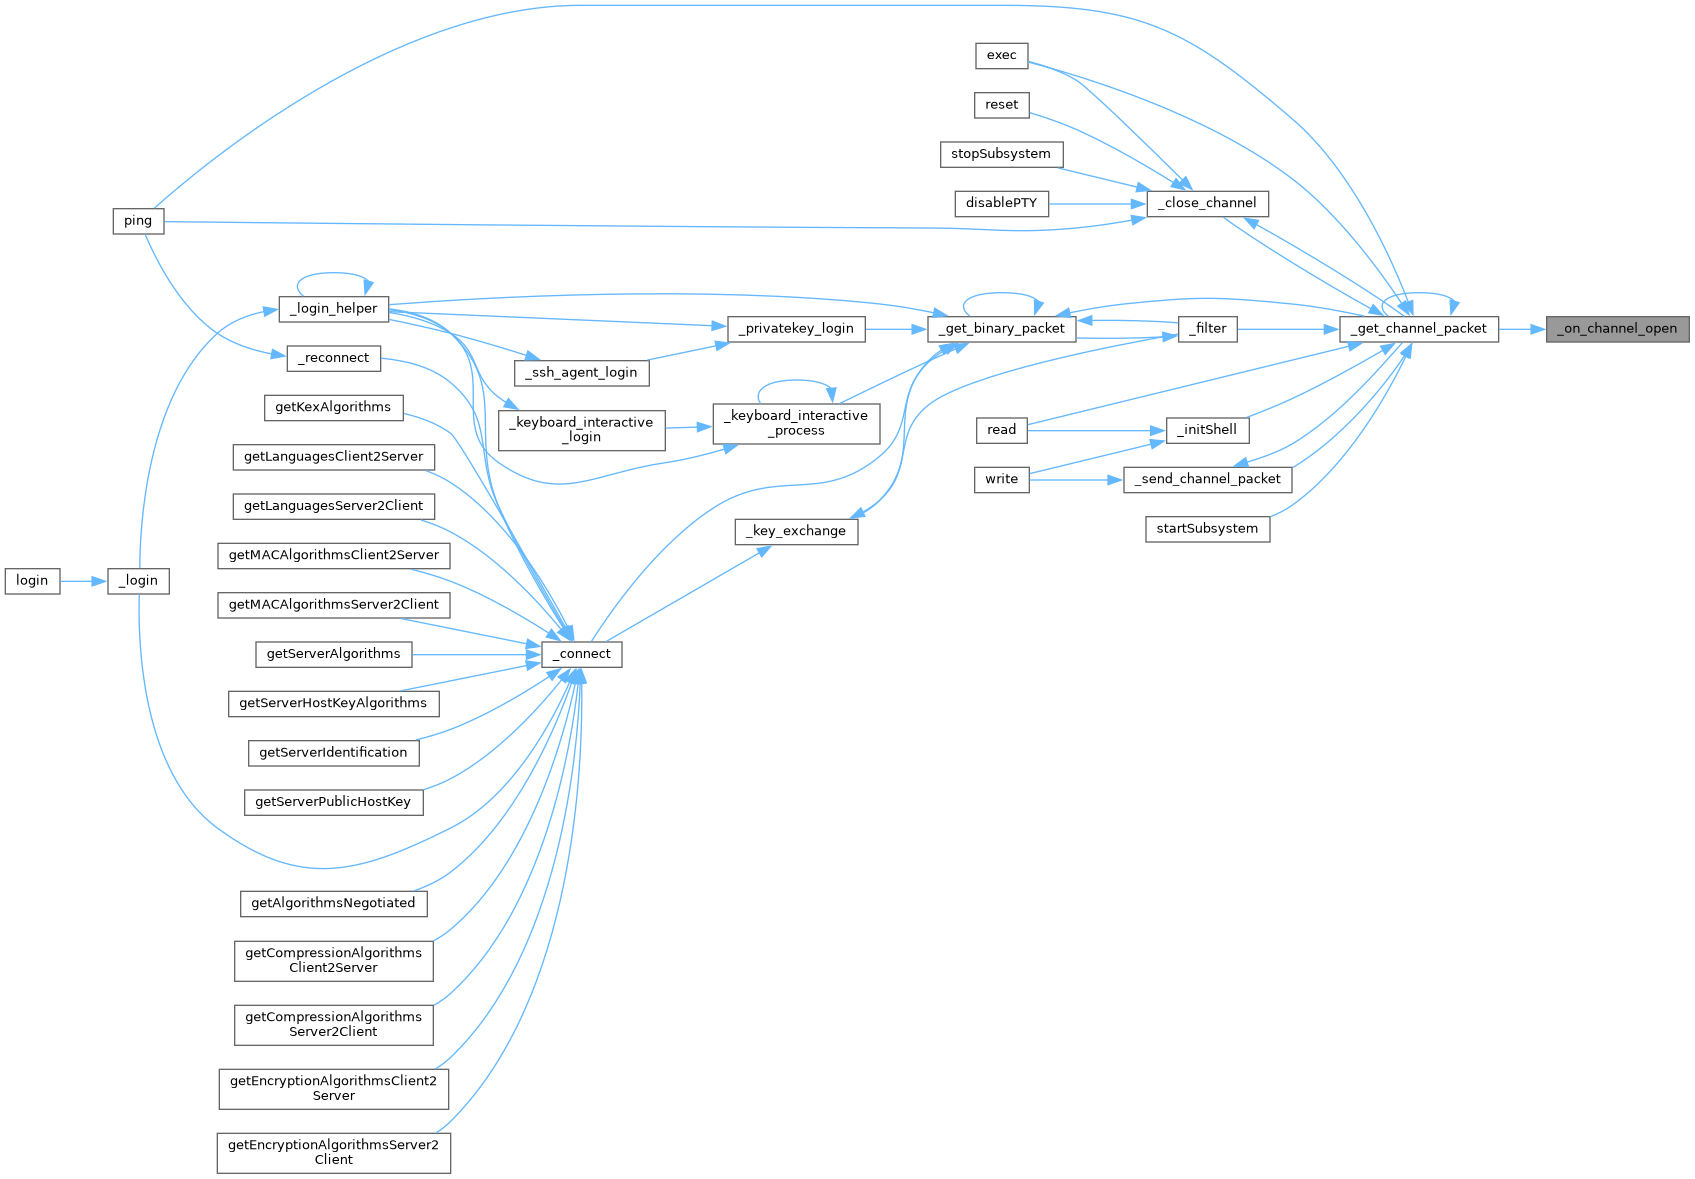 exec
reset
stopSubsystem
disablePTY
_close_channel
ping
_login_helper
_privatekey_login
_get_binary_packet
_filter
_get_channel_packet
_on_channel_open
_reconnect
_ssh_agent_login
getKexAlgorithms
_keyboard_interactive
_login
_keyboard_interactive
_process
read
_initShell
getLanguagesClient2Server
write
_send_channel_packet
getLanguagesServer2Client
_key_exchange
startSubsystem
getMACAlgorithmsClient2Server
login
_login
getMACAlgorithmsServer2Client
getServerAlgorithms
_connect
getServerHostKeyAlgorithms
getServerIdentification
getServerPublicHostKey
getAlgorithmsNegotiated
getCompressionAlgorithms
Client2Server
getCompressionAlgorithms
Server2Client
getEncryptionAlgorithmsClient2
Server
getEncryptionAlgorithmsServer2
Client